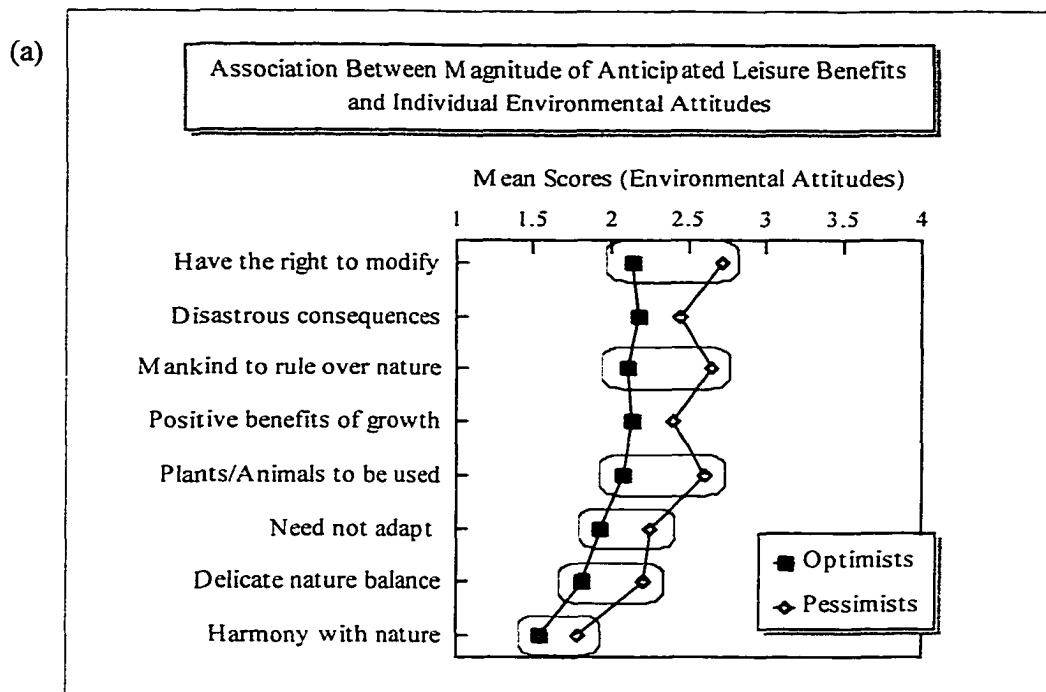 (a)
Association Between Magnitude of Anticipated Leisure Benefits
and Individual Environmental Attitudes
Mean Scores (Environmental Attitudes)
1 1.5 2 2.5 3 3.5 4
Have the right to modify
Disastrous consequences
Mankind to rule over nature
Positive benefits of growth
Plants/Animals to be used
Need not adapt
Delicate nature balance
Harmony with nature
Optimists
Pessimists